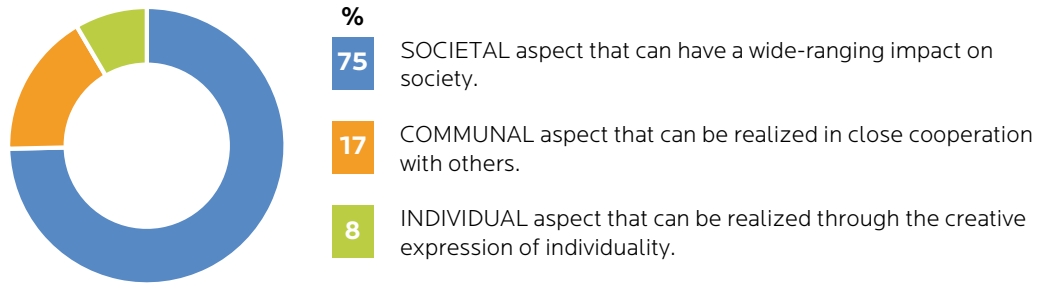 %
75
SOCIETAL aspect that can have a wide-ranging impact on
society.
17
COMMUNAL aspect that can be realized in close cooperation
with others.
8
INDIVIDUAL aspect that can be realized through the creative
expression of individuality.